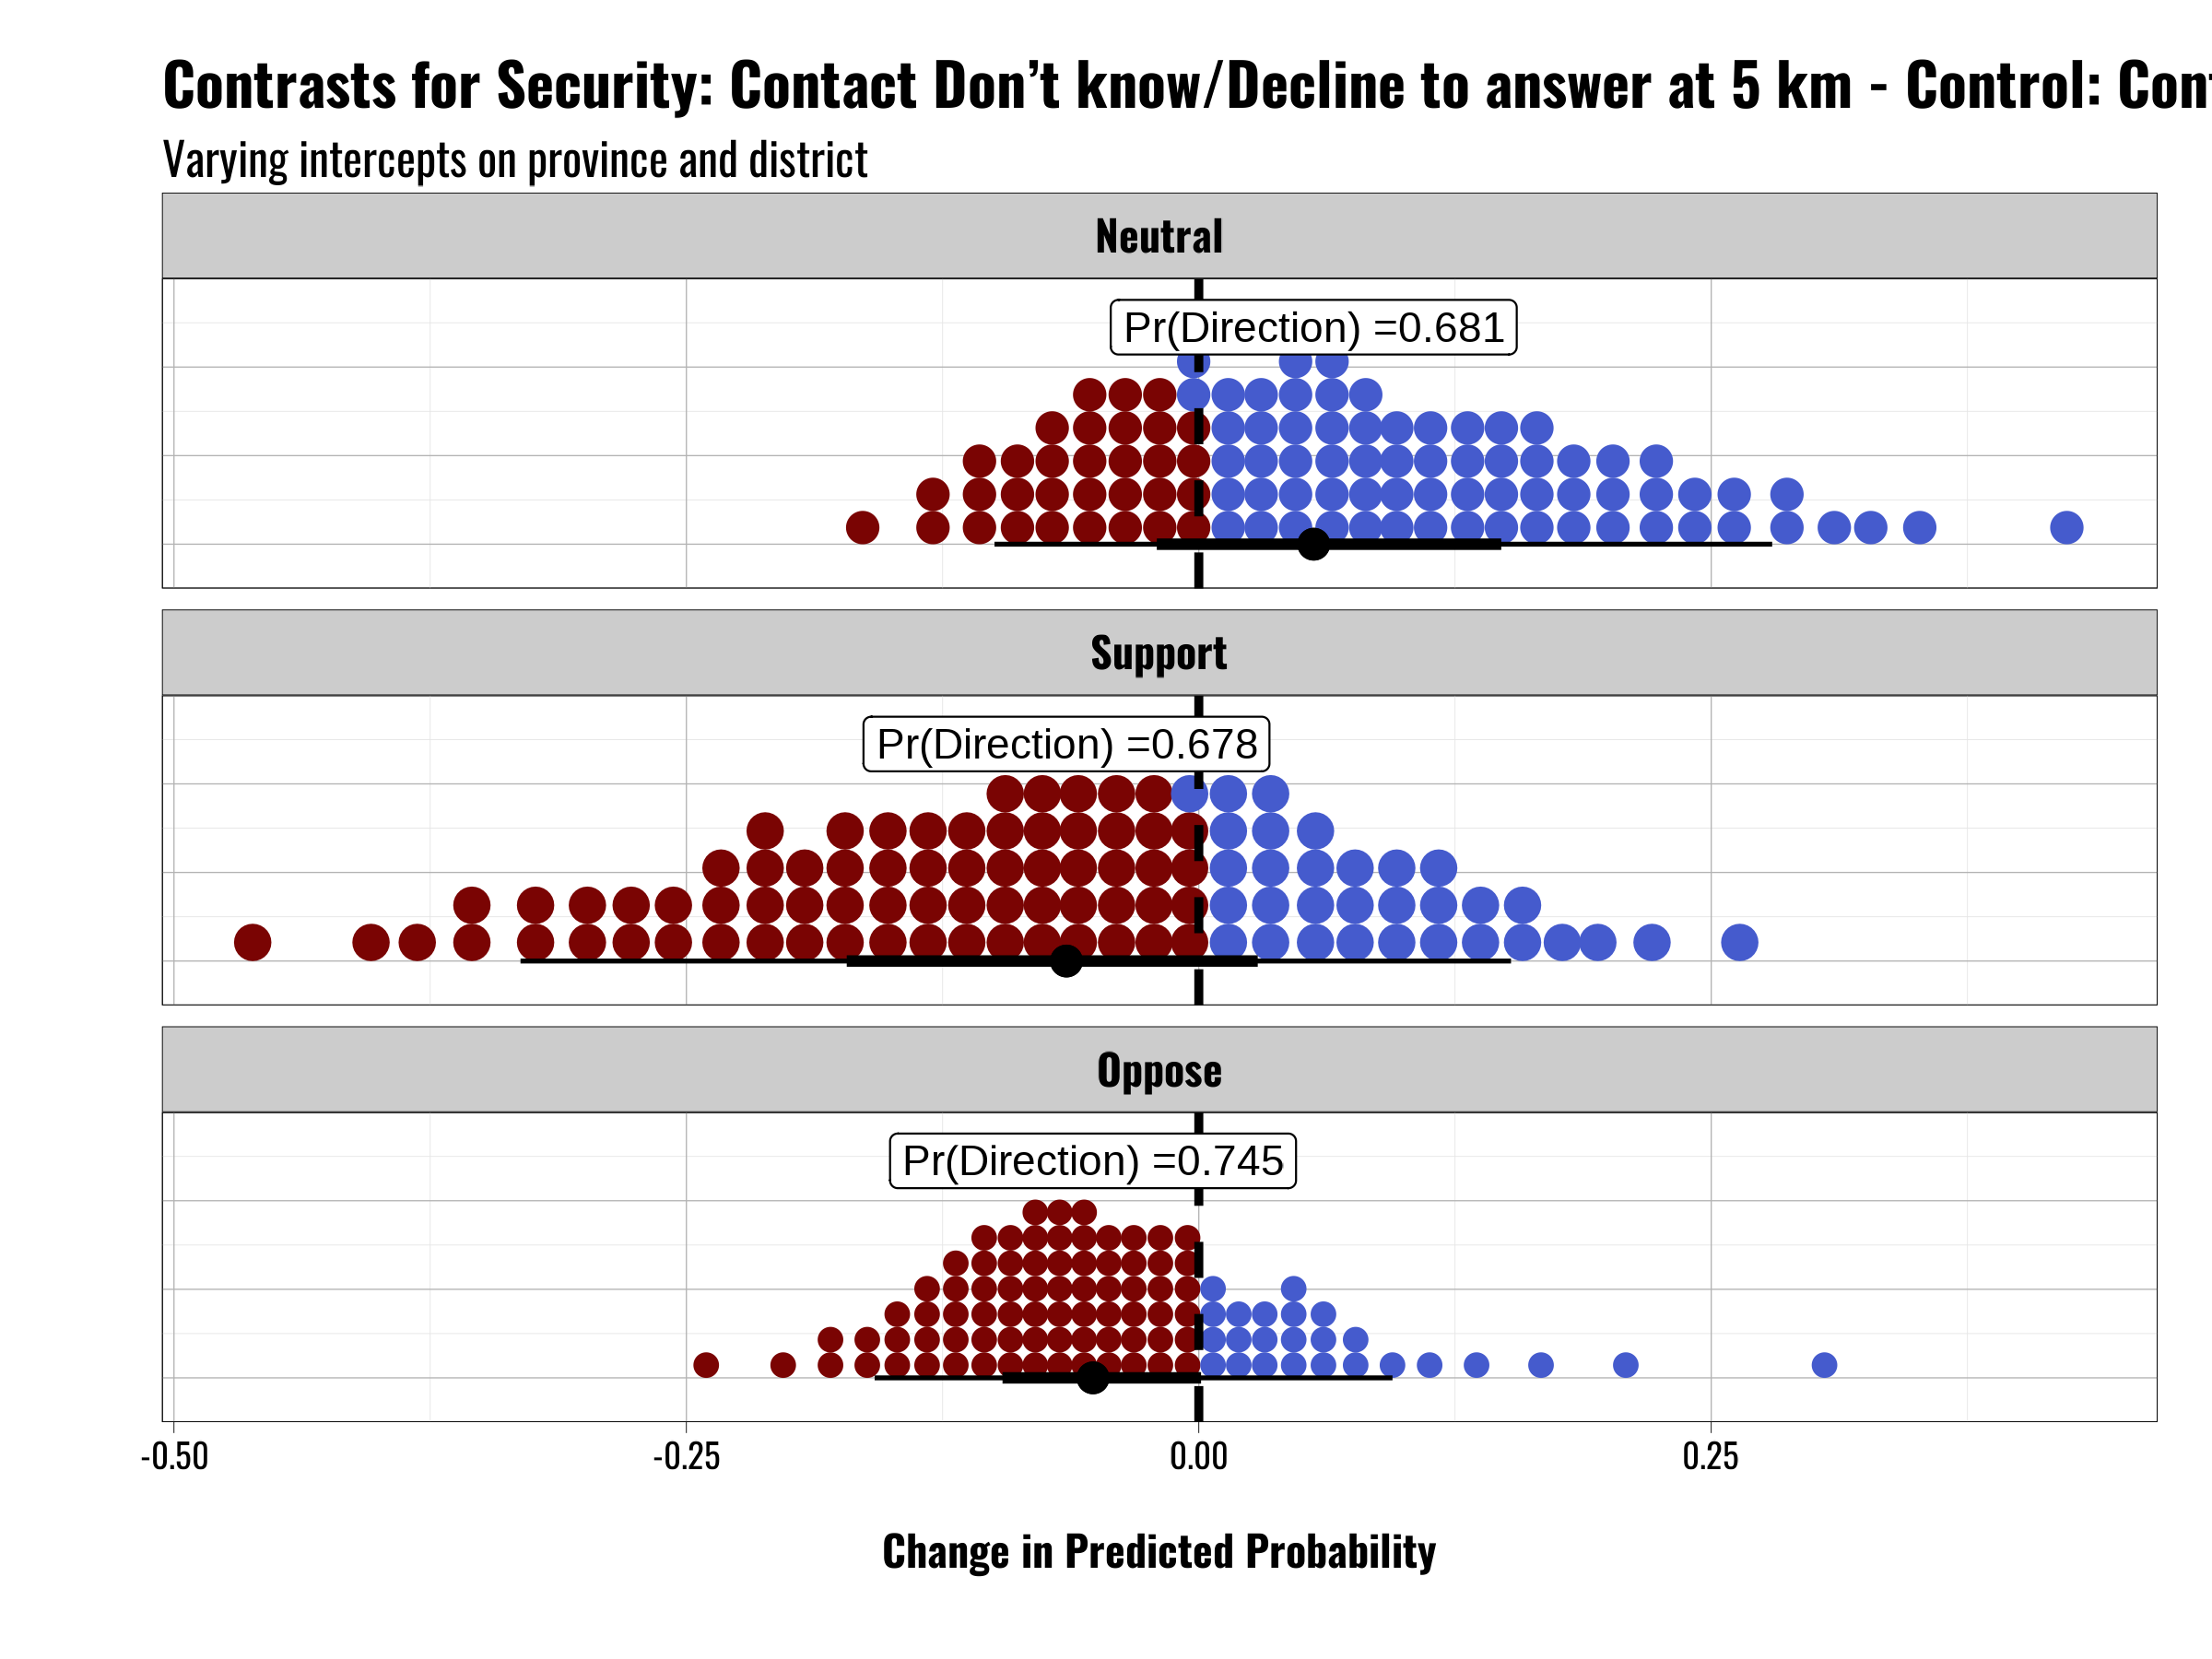 Contrasts for Security: Contact Don’t know/Decline to answer at 5 km - Control: Con
Varying intercepts on province and district
Neutral
Pr(Direction) =0.681
Support
Pr(Direction) =0.678
Oppose
Pr(Direction) =0.745
-0.50 -0.25 0.00 0.25
Change in Predicted Probability